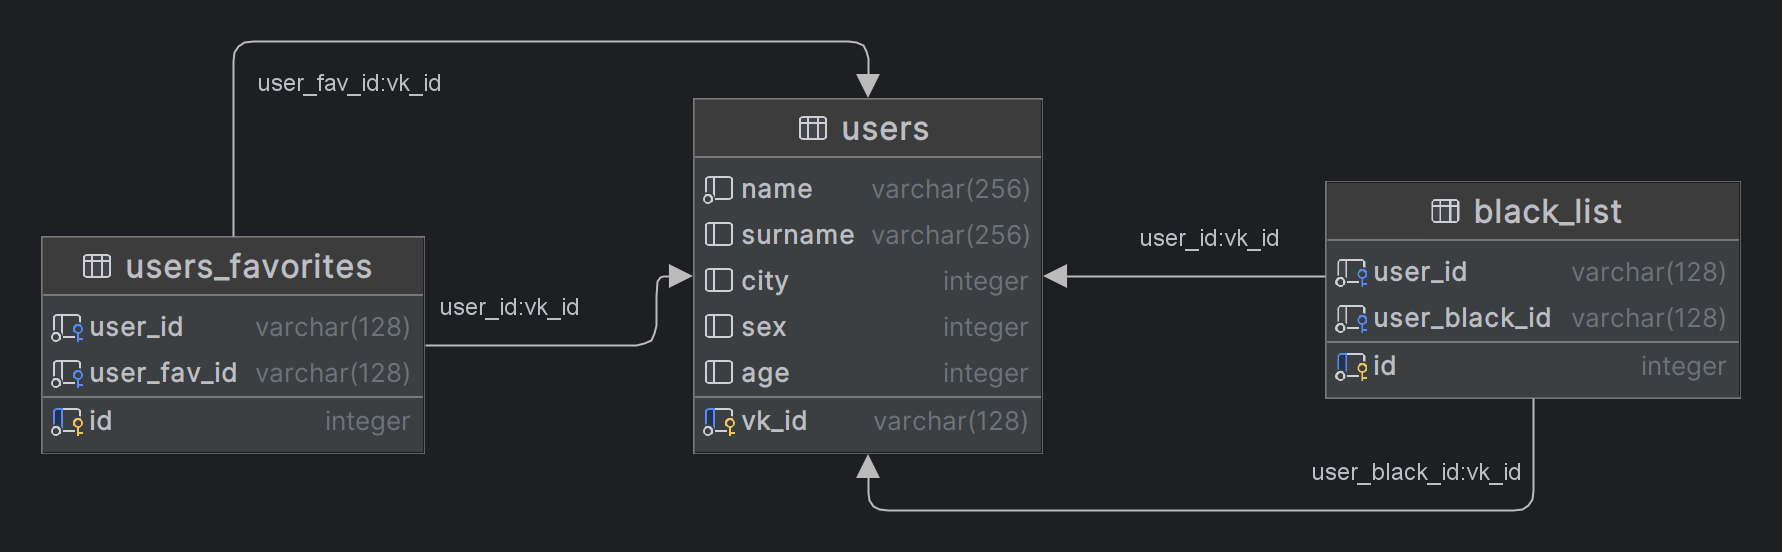 user_fav_id:vk_id
users
name varchar(256)
surname varchar(256)
city integer
sex integer
age integer
vk_id varchar(128)
users_favorites
user_id varchar(128)
user_fav_id varchar(128)
id integer
user_id:vk_id
user_id:vk_id
black_list
user_id varchar(128)
user_black_id varchar(128)
id integer
user_black_id:vk_id